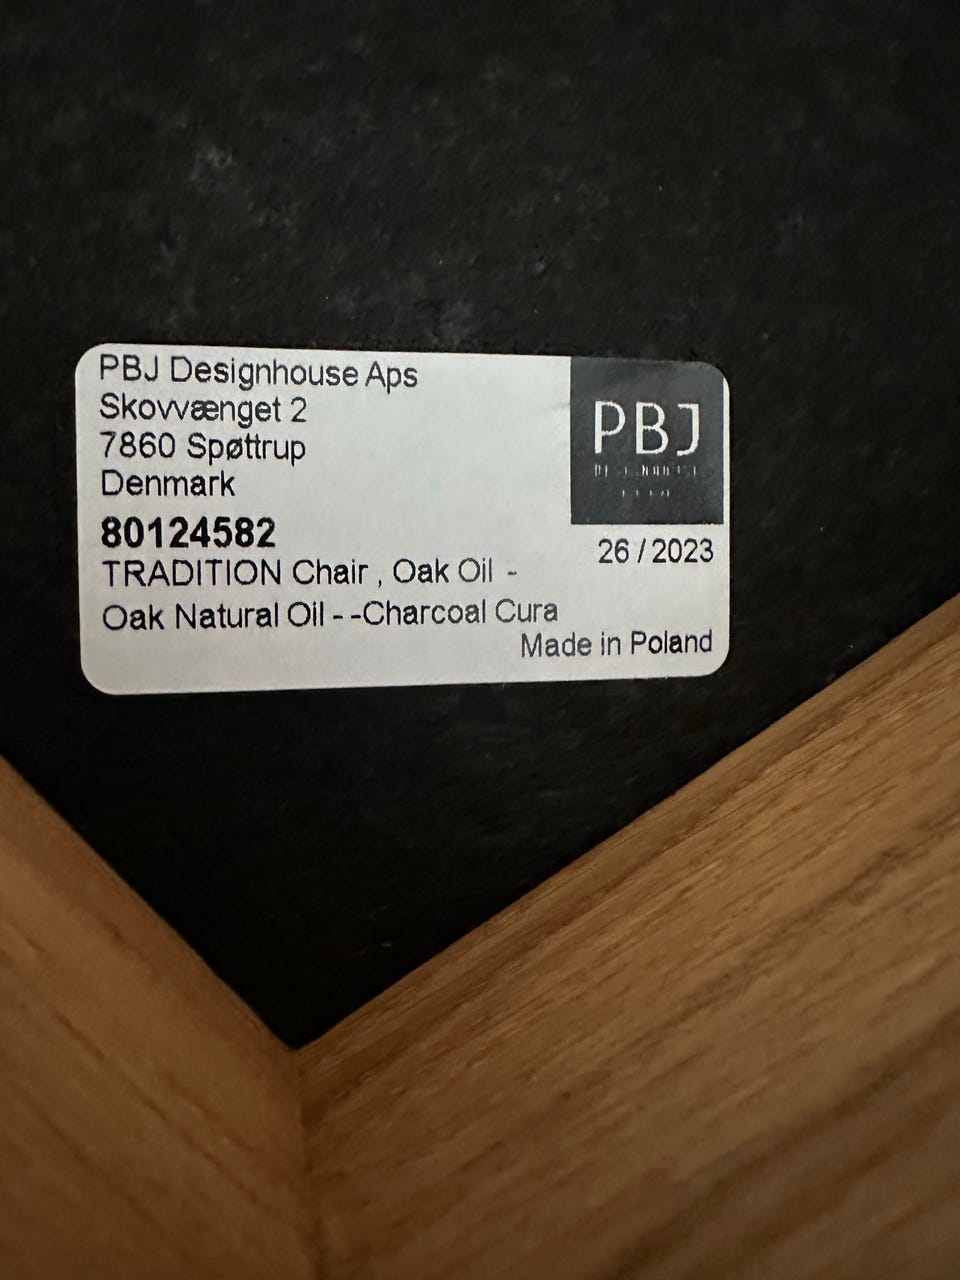 PBJ Designhouse Aps
Skovvænget 2
7860 Spøttrup
Denmark
80124582
TRADITION Chair , Oak Oil -
Oak Natural Oil - -Charcoal Cura
PBJ
26 / 2023
Made in Poland